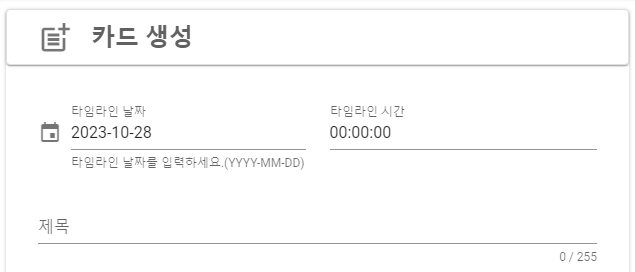 카드 생성
타임라인 날짜 타임라인 시간
2023-10-28 00:00:00
타임라인 날짜를 입력하세요.(YYYY-MM-DD)
제목
0 / 255